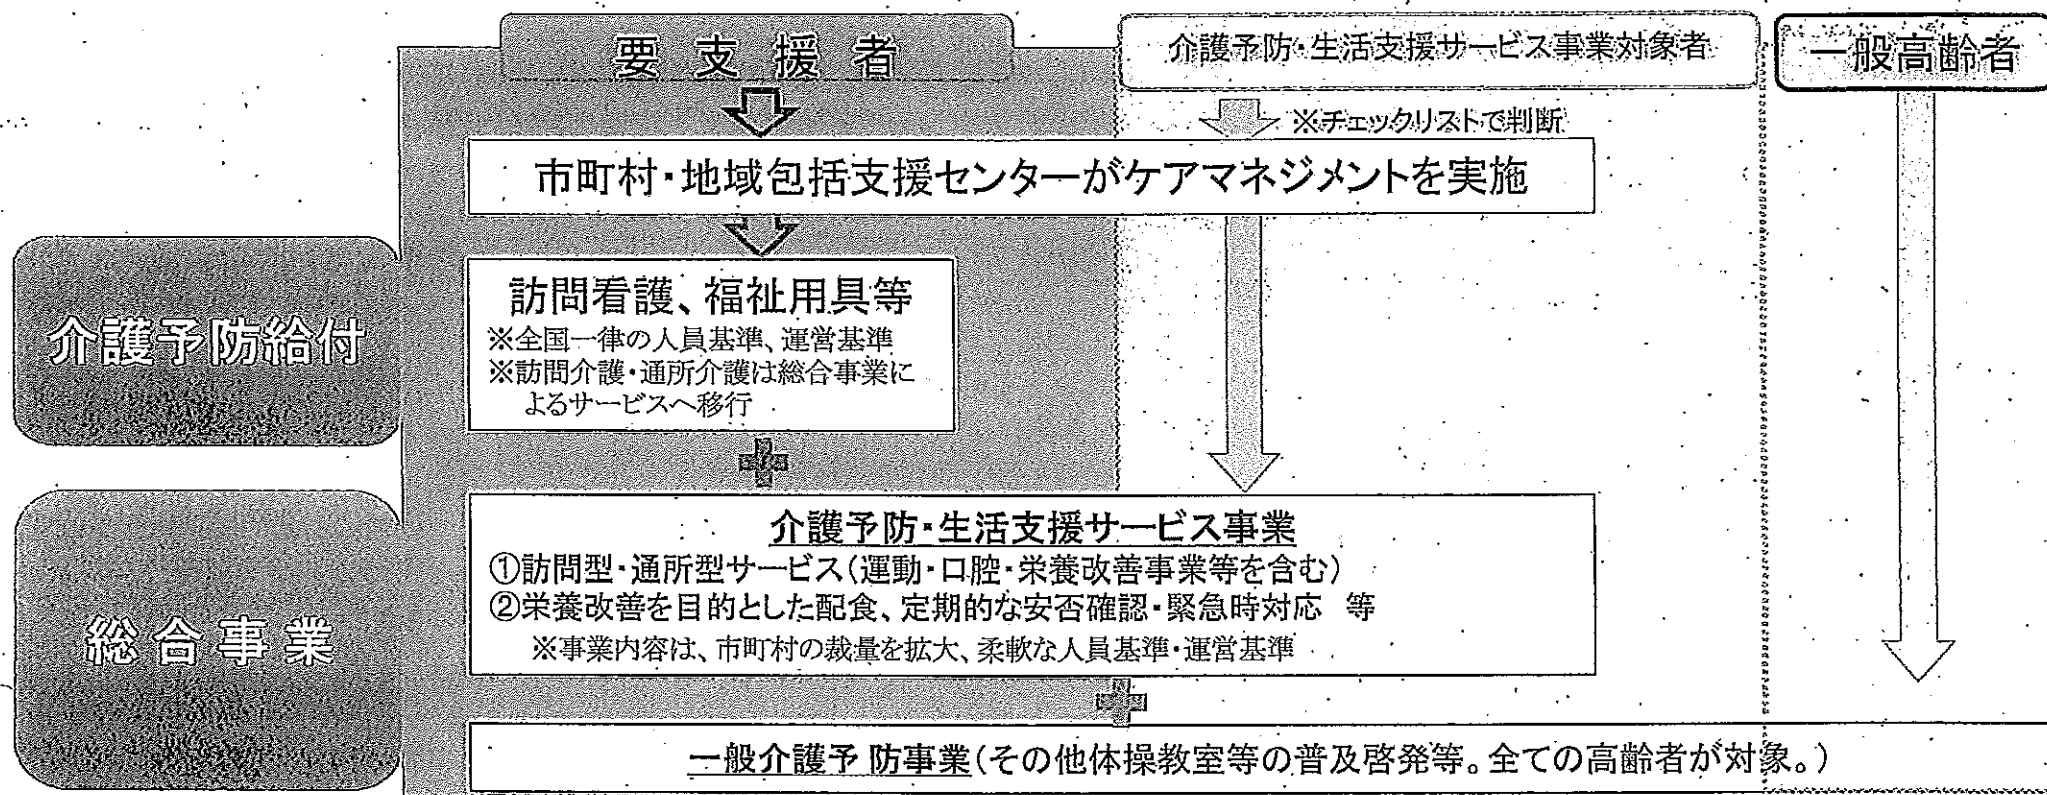 要支援者
介護予防・生活支援サービス事業対象者
一般高齢者
※チェックリストで判断
市町村・地域包括支援センターがケアマネジメントを実施
介護予防給付
訪問看護、福祉用具等
※全国一律の人員基準、運営基準
※訪問介護・通所介護は総合事業に
よるサービスへ移行
総合事業
介護予防・生活支援サービス事業
①訪問型・通所型サービス(運動・口腔・栄養改善事業等を含む)
②栄養改善を目的とした配食、定期的な安否確認・緊急時対応 等
※事業内容は、市町村の裁量を拡大、柔軟な人員基準・運営基準
一般介護予防事業(その他体操教室等の普及啓発等。全ての高齢者が対象。)